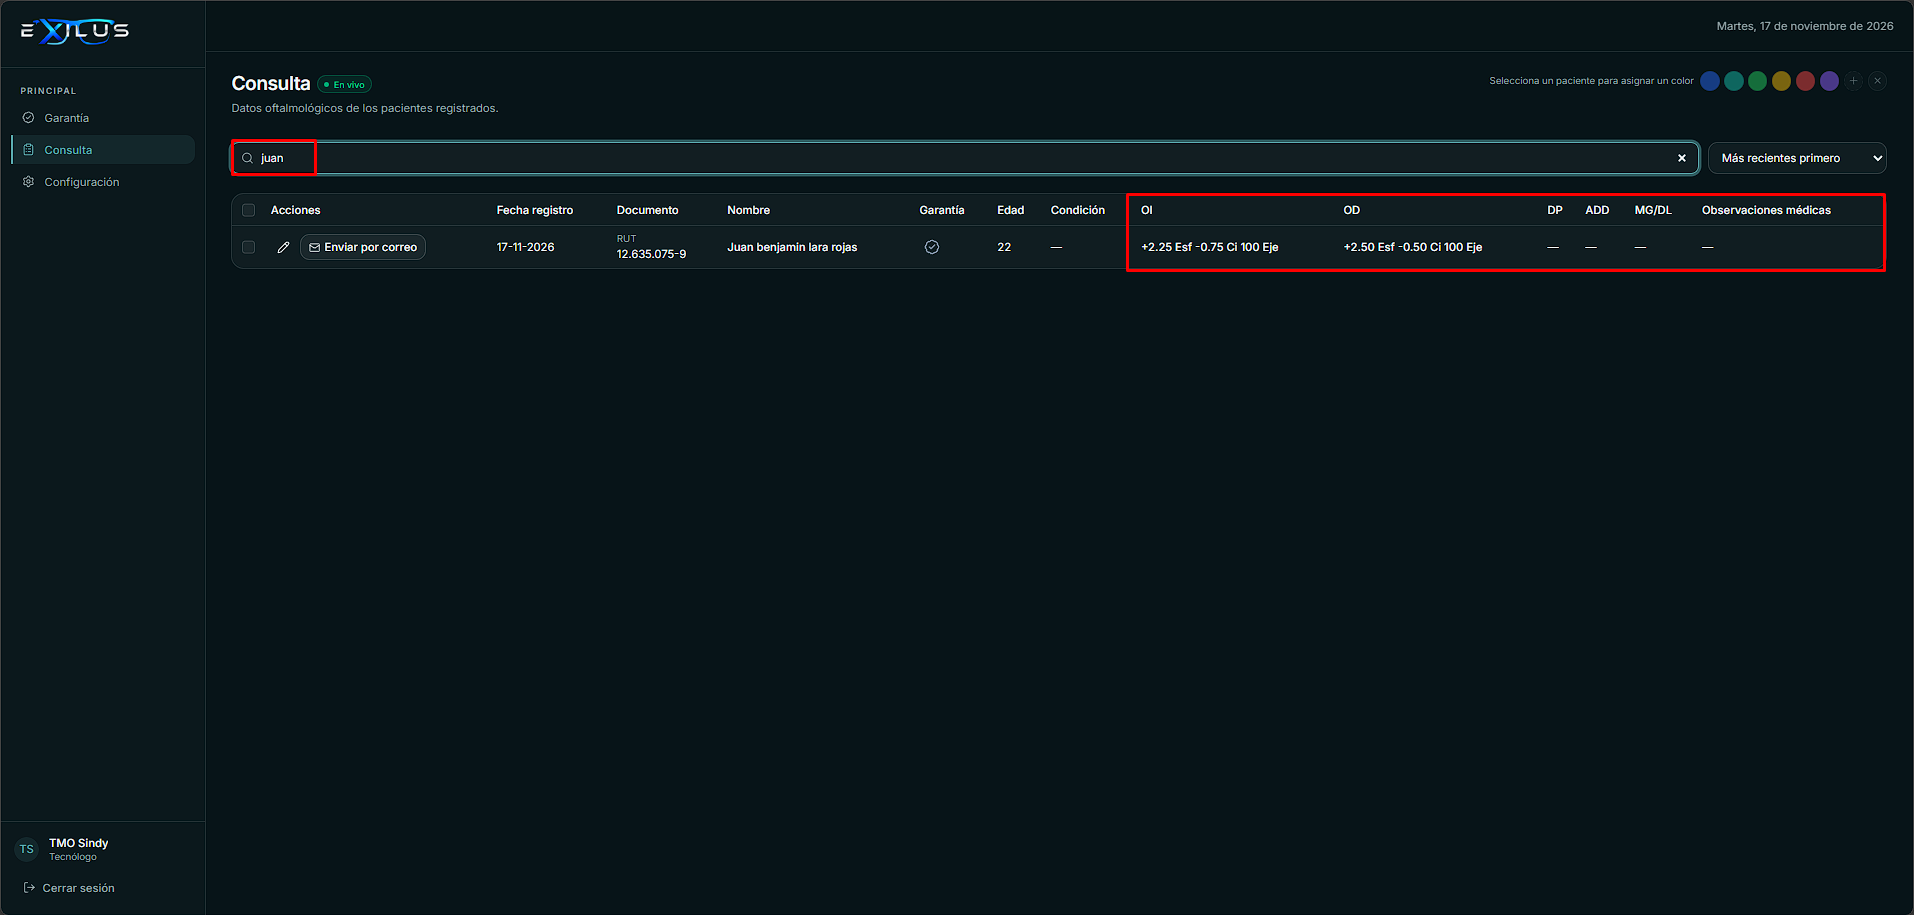 EXILUS
Martes, 17 de noviembre de 2026
PRINCIPAL
Garantía
Consulta
Configuración
Consulta En vivo
Datos oftalmológicos de los pacientes registrados.
Selecciona un paciente para asignar un color
juan
Más recientes primero
Acciones Fecha registro Documento Nombre Garantía Edad Condición OI OD DP ADD MG/DL Observaciones médicas
Enviar por correo 17-11-2026 RUT 12.635.075-9 Juan benjamín lara rojas 22 — +2.25 Esf -0.75 Ci 100 Eje +2.50 Esf -0.50 Ci 100 Eje — — — —
TS TMO Sindy
Tecnólogo
Cerrar sesión